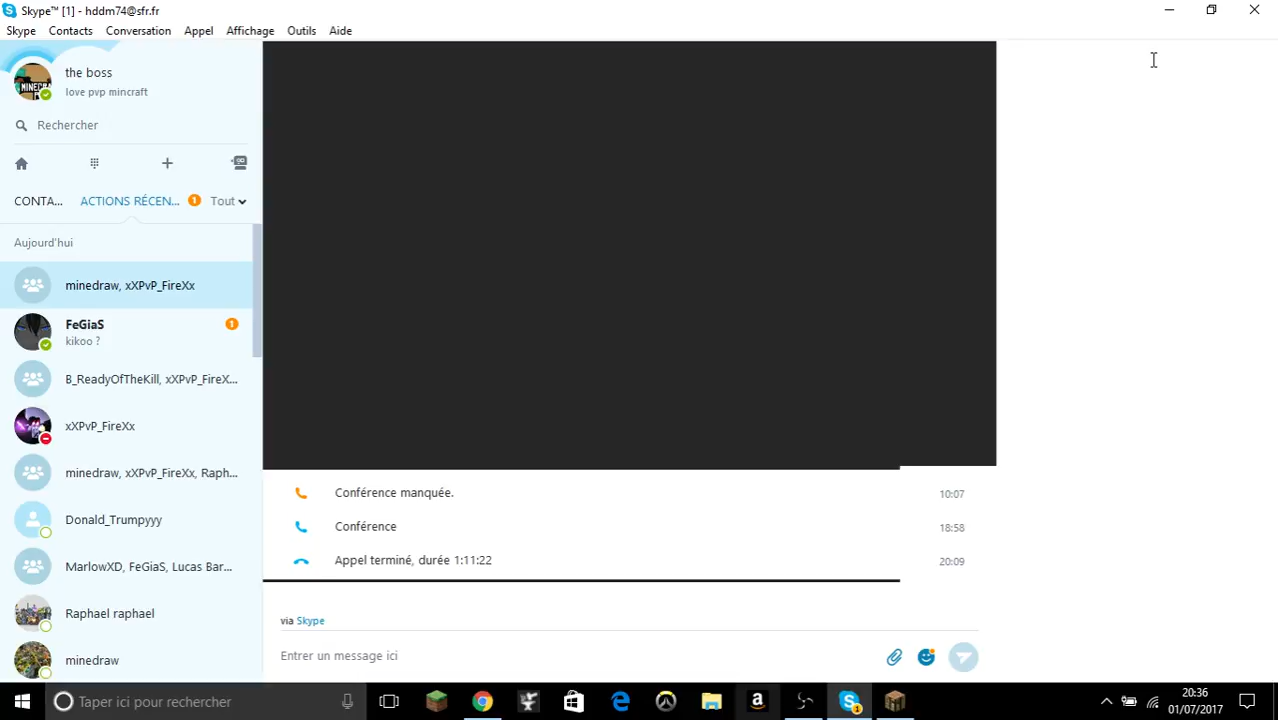 Skype™ [1] - hddm74@sfr.fr
Skype Contacts Conversation Appel Affichage Outils Aide
the boss
love pvp mincraft
Rechercher
CONTA... ACTIONS RÉCEN... 1 Tout
Aujourd'hui
minedraw, xXPvP_FireXx
FeGiaS 1
kikoo ?
B_ReadyOfTheKill, xXPvP_FireX...
xXPvP_FireXx
minedraw, xXPvP_FireXx, Raph...
Donald_Trumpyyy
MarlowXD, FeGiaS, Lucas Bar...
Raphael raphael
minedraw
Conférence manquée. 10:07
Conférence 18:58
Appel terminé, durée 1:11:22 20:09
via Skype
Entrer un message ici
Taper ici pour rechercher
20:36
01/07/2017